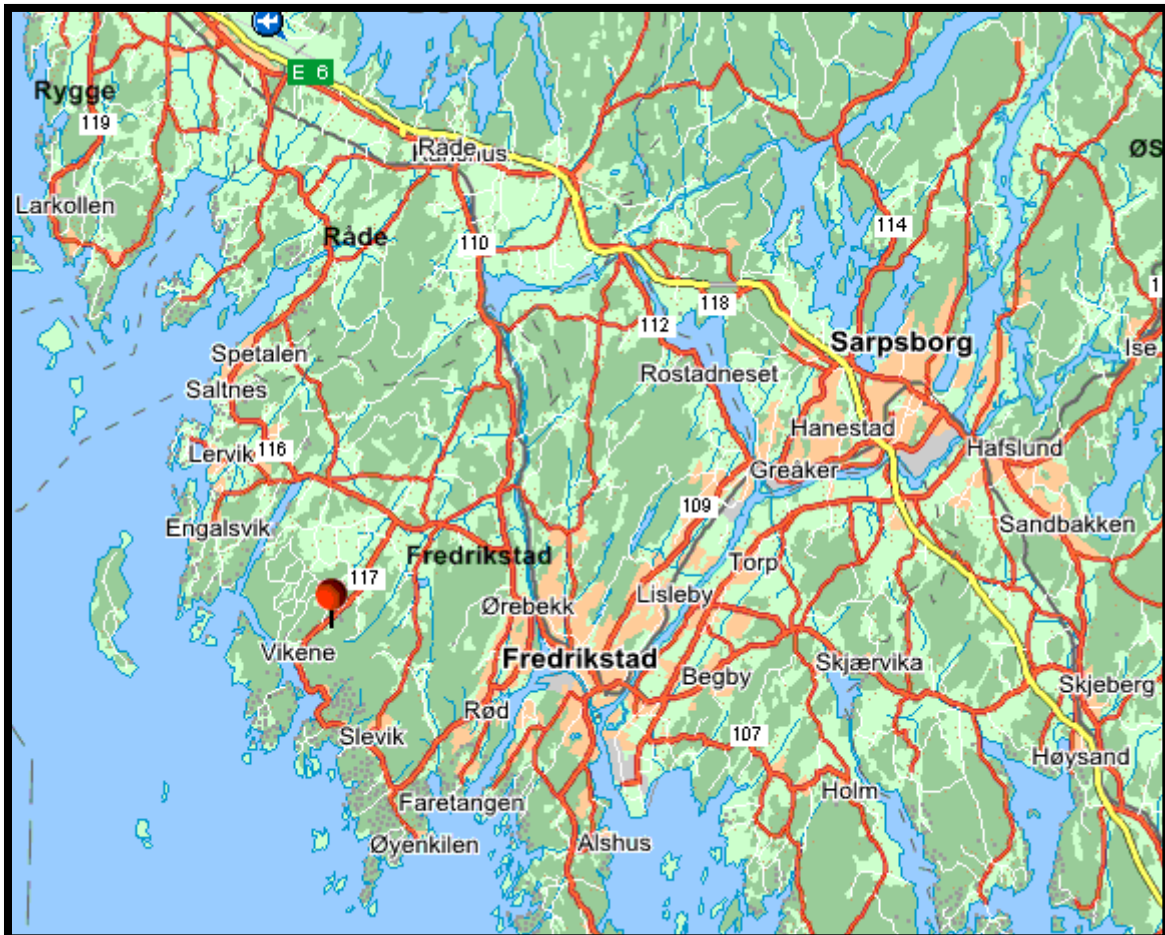 E 6
Rygge
119
Råde
Larkollen
ØS
114
110
Råde
118
112
Sarpsborg
Ise
Spetalen
Rostadneset
Saltnes
Hanestad
116
Lervik
Hafslund
Greåker
109
Engalsvik
Sandbakken
Fredrikstad
Torp
117
Lisleby
Ørebekk
Vikene
Fredrikstad
Skjærvika
Begby
Skjeberg
Rød
Slevik
107
Høysand
Holm
Faretangen
Øyenkilen
Alshus